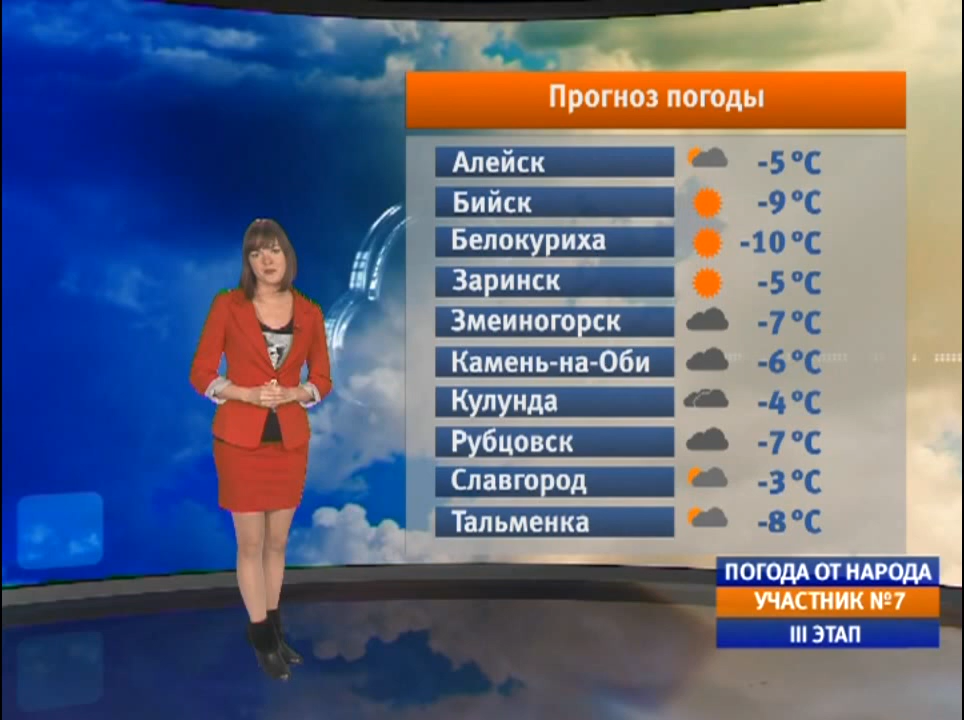 Прогноз погоды
Алейск -5 °C
Бийск -9 °C
Белокуриха -10 °C
Заринск -5 °C
Змеиногорск -7 °C
Камень-на-Оби -6 °C
Кулунда -4 °C
Рубцовск -7 °C
Славгород -3 °C
Тальменка -8 °C
ПОГОДА ОТ НАРОДА
УЧАСТНИК №7
III ЭТАП